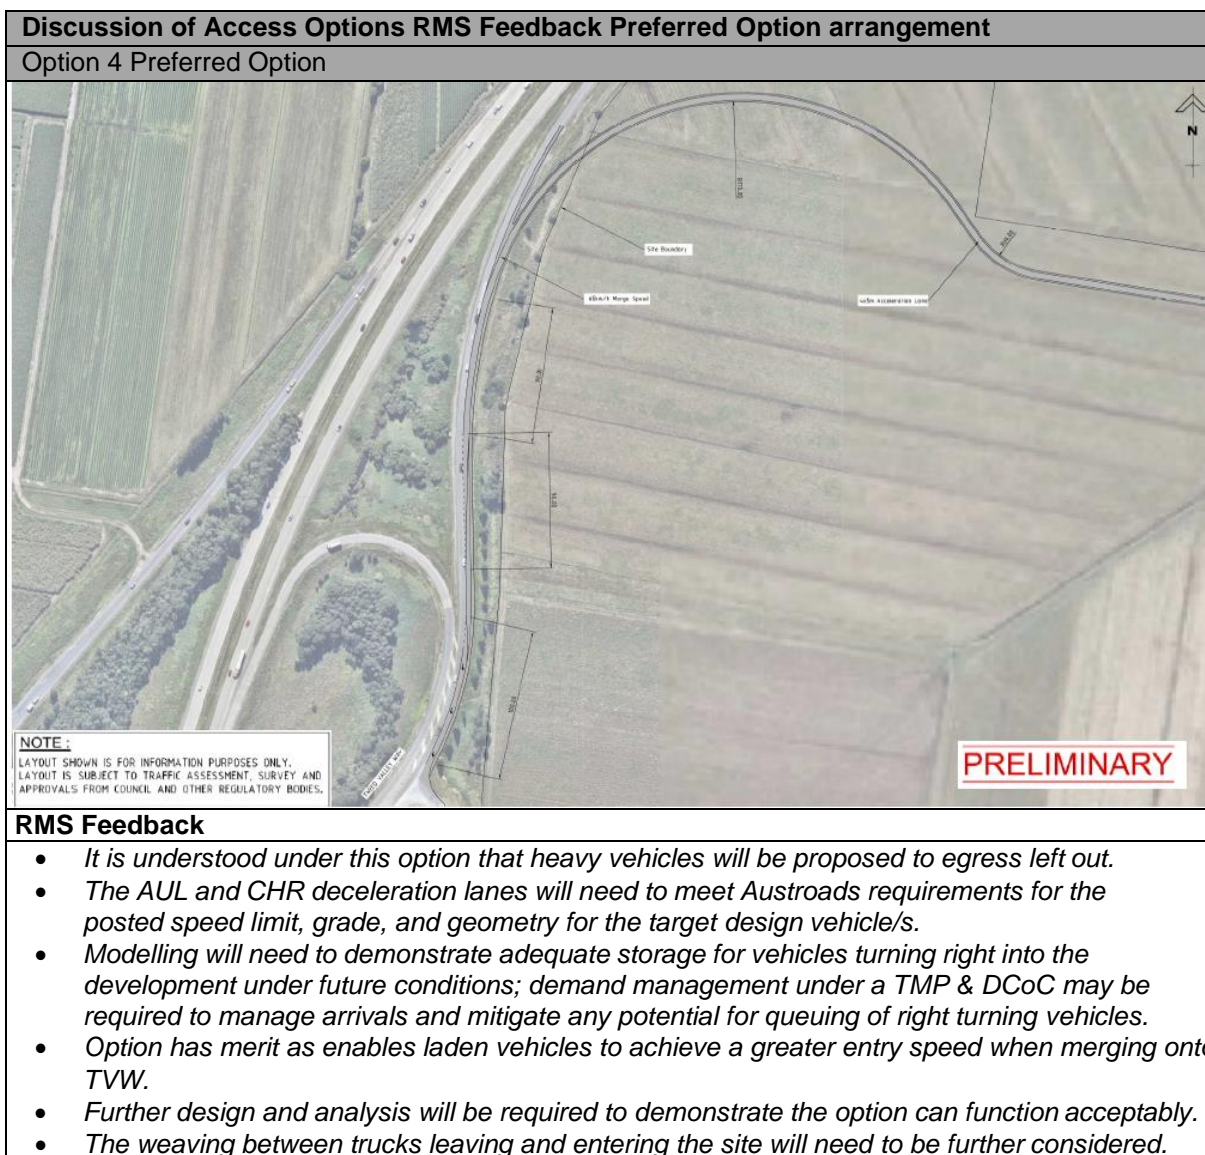 Discussion of Access Options RMS Feedback Preferred Option arrangement
Option 4 Preferred Option
N
Site Boundary
Merge Speed
Acceleration Lane
TWEED VALLEY WAY
NOTE :
LAYOUT SHOWN IS FOR INFORMATION PURPOSES ONLY.
LAYOUT IS SUBJECT TO TRAFFIC ASSESSMENT, SURVEY AND
APPROVALS FROM COUNCIL AND OTHER REGULATORY BODIES.
PRELIMINARY
RMS Feedback
• It is understood under this option that heavy vehicles will be proposed to egress left out.
• The AUL and CHR deceleration lanes will need to meet Austroads requirements for the
posted speed limit, grade, and geometry for the target design vehicle/s.
• Modelling will need to demonstrate adequate storage for vehicles turning right into the
development under future conditions; demand management under a TMP & DCoC may be
required to manage arrivals and mitigate any potential for queuing of right turning vehicles.
• Option has merit as enables laden vehicles to achieve a greater entry speed when merging onto
TVW.
• Further design and analysis will be required to demonstrate the option can function acceptably.
• The weaving between trucks leaving and entering the site will need to be further considered.